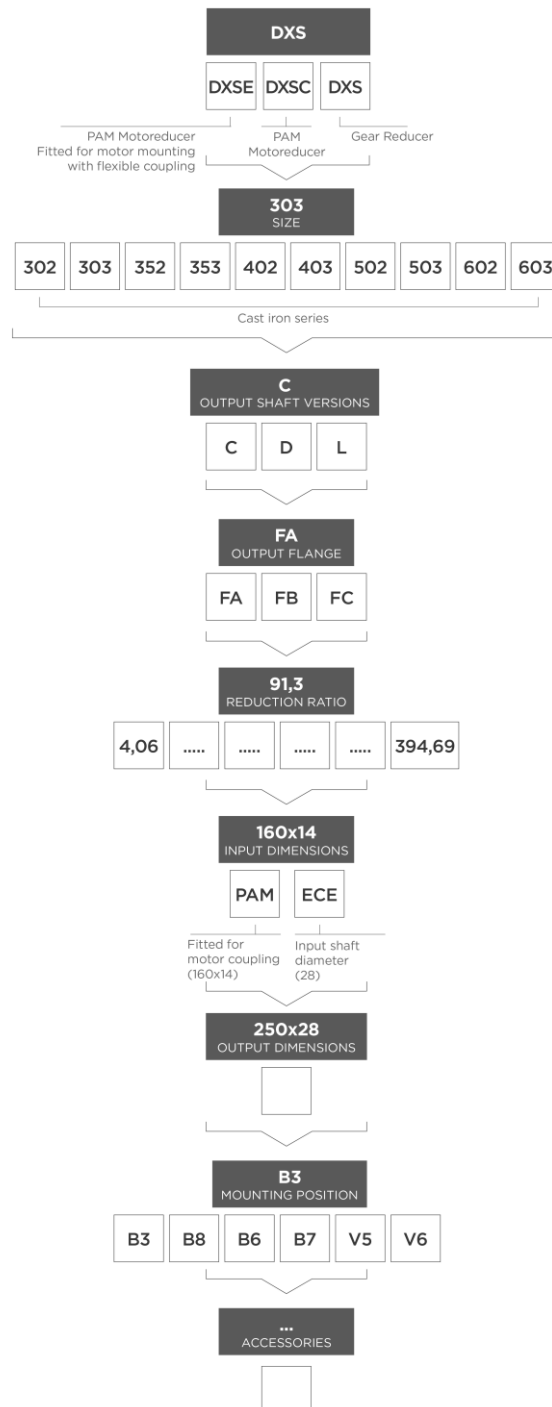 DXS
DXSE DXSC DXS
PAM Motoreducer
Fitted for motor mounting
with flexible coupling
PAM
Motoreducer
Gear Reducer
303
SIZE
302 303 352 353 402 403 502 503 602 603
Cast iron series
C
OUTPUT SHAFT VERSIONS
C D L
FA
OUTPUT FLANGE
FA FB FC
91,3
REDUCTION RATIO
4,06 ..... ..... ..... ..... 394,69
160x14
INPUT DIMENSIONS
PAM ECE
Fitted for
motor coupling
(160x14)
Input shaft
diameter
(28)
250x28
OUTPUT DIMENSIONS
B3
MOUNTING POSITION
B3 B8 B6 B7 V5 V6
...
ACCESSORIES